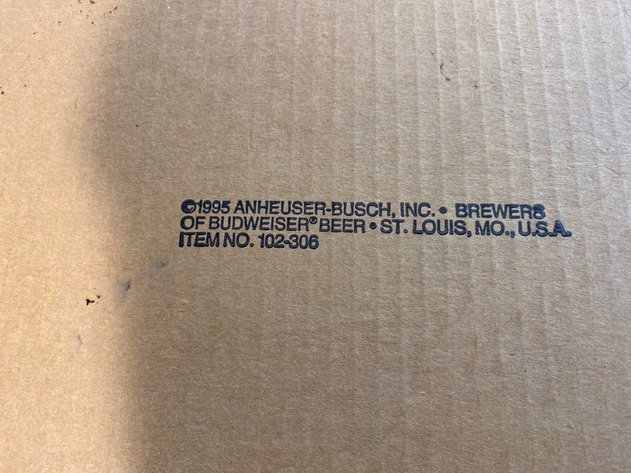 ©1995 ANHEUSER-BUSCH, INC. • BREWERS
OF BUDWEISER® BEER • ST. LOUIS, MO., U.S.A.
ITEM NO. 102-306